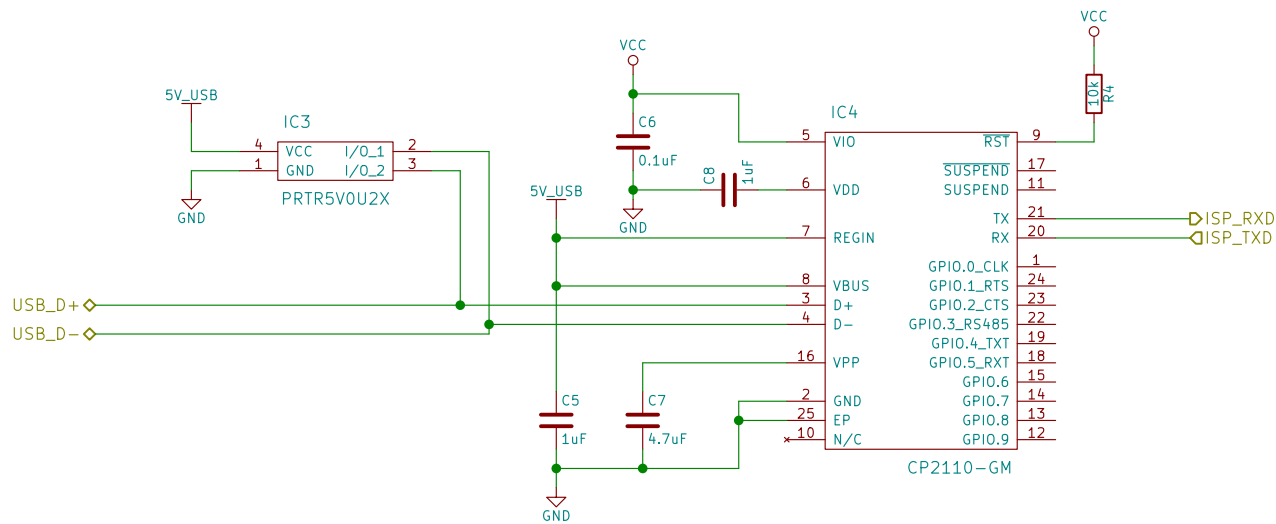 VCC
VCC
5V_USB
IC3
4 VCC I/O_1 2
1 GND I/O_2 3
PRTR5V0U2X
GND
C6
0.1uF
C8
1uF
GND
5V_USB
10k
R4
IC4
5 VIO RST 9
SUSPEND 17
6 VDD SUSPEND 11
TX 21 ISP_RXD
7 REGIN RX 20 ISP_TXD
GPIO.0_CLK 1
8 VBUS GPIO.1_RTS 24
USB_D+ 3 D+ GPIO.2_CTS 23
USB_D- 4 D- GPIO.3_RS485 22
GPIO.4_TXT 19
16 VPP GPIO.5_RXT 18
GPIO.6 15
C5
1uF
C7
4.7uF
2 GND GPIO.7 14
25 EP GPIO.8 13
10 N/C GPIO.9 12
CP2110-GM
GND